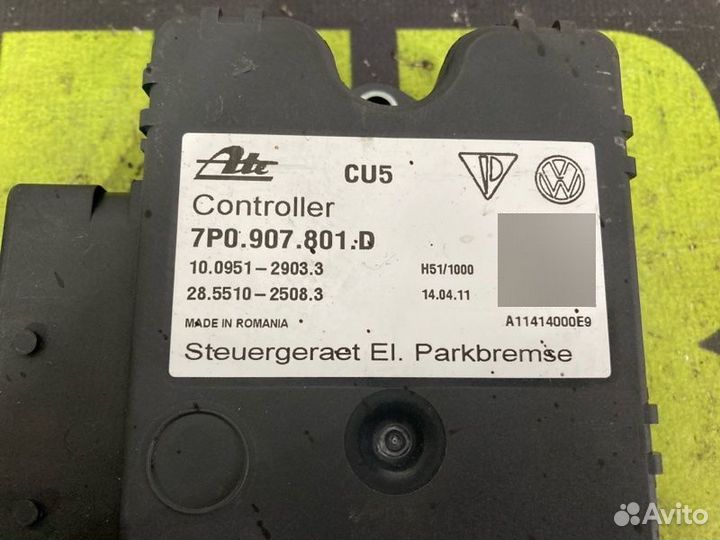 Ate CU5
Controller
7P0.907.801.D
10.0951-2903.3 H51/1000
28.5510-2508.3 14.04.11
MADE IN ROMANIA A11414000E9
Steuergeraet El. Parkbremse
Avito